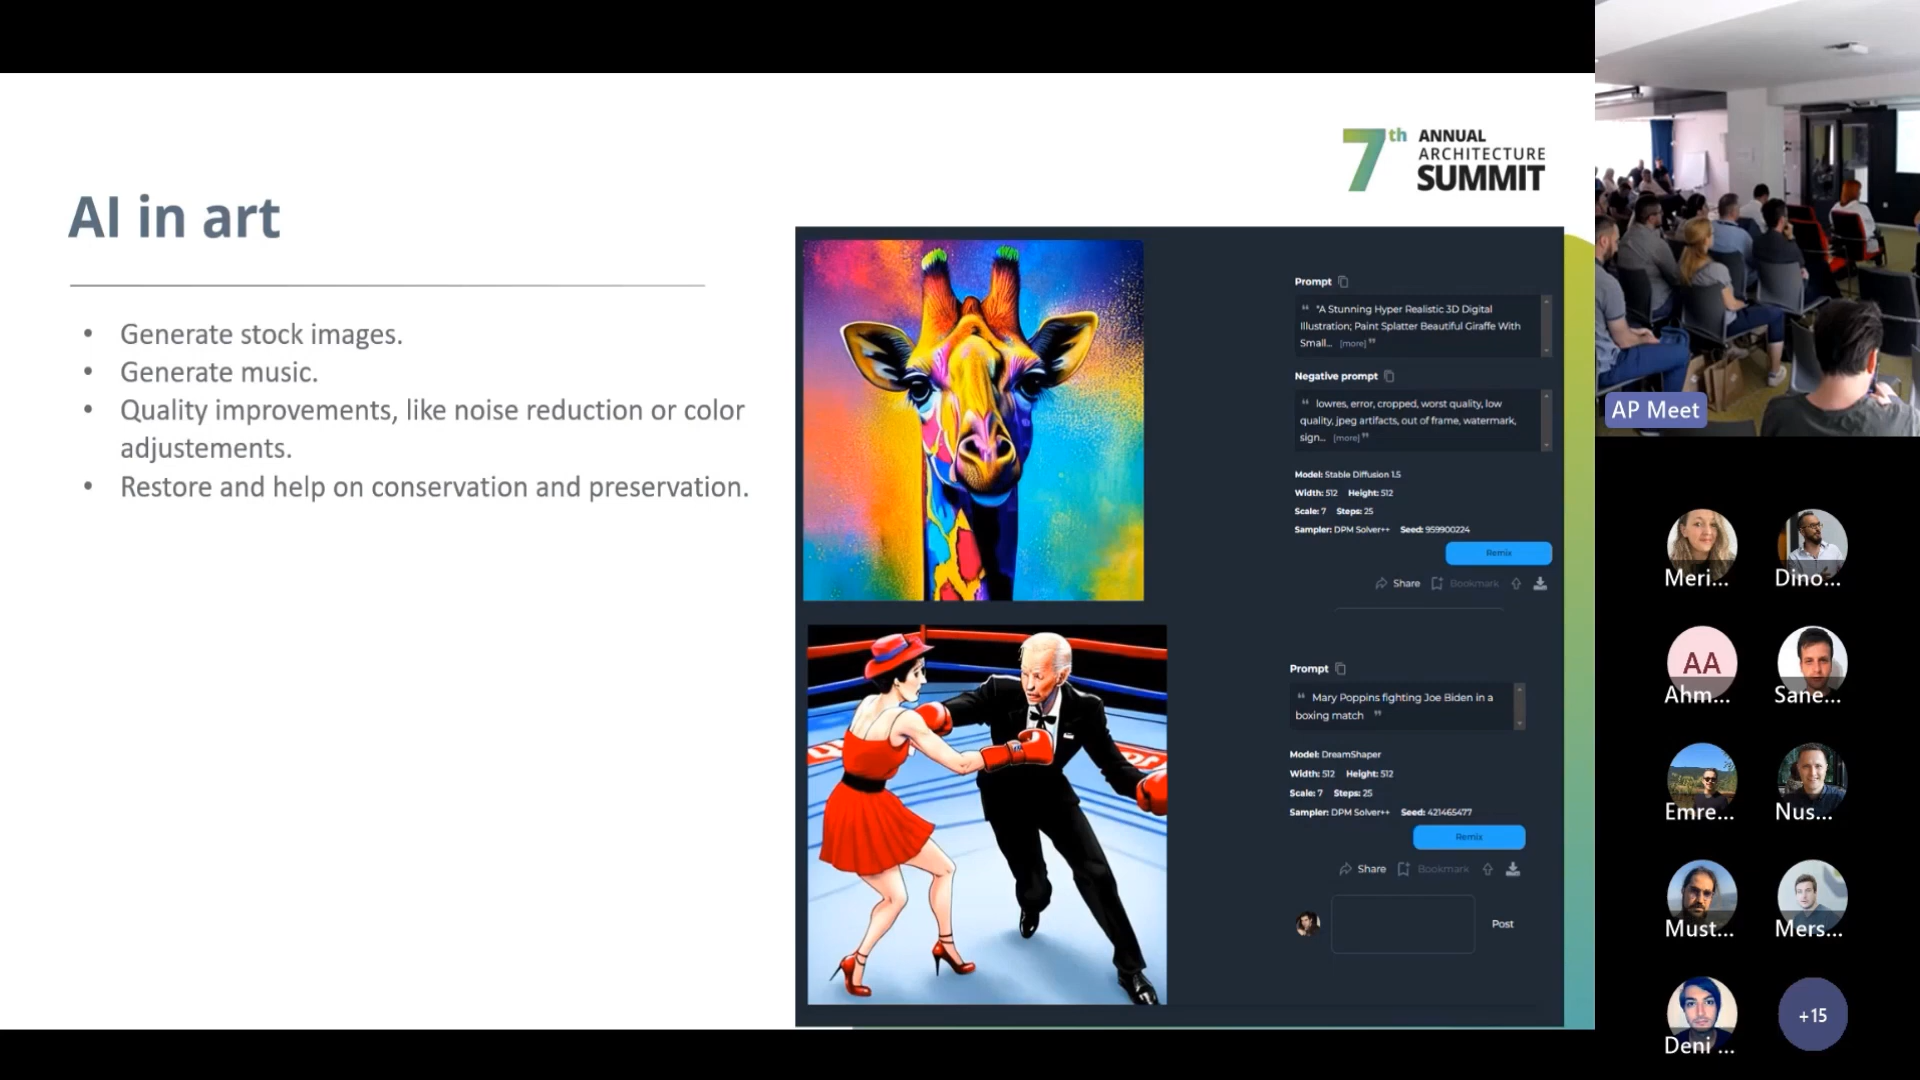 7th ANNUAL
ARCHITECTURE
SUMMIT
AI in art
• Generate stock images.
• Generate music.
• Quality improvements, like noise reduction or color
adjustements.
• Restore and help on conservation and preservation.
Prompt
“ "A Stunning Hyper Realistic 3D Digital
Illustration; Paint Splatter Beautiful Giraffe With
Small... [more] ”
Negative prompt
“ lowres, error, cropped, worst quality, low
quality, jpeg artifacts, out of frame, watermark,
sign... [more] ”
Model: Stable Diffusion 1.5
Width: 512 Height: 512
Scale: 7 Steps: 25
Sampler: DPM Solver++ Seed: 959900224
Remix
Share Bookmark
Prompt
“ Mary Poppins fighting Joe Biden in a
boxing match ”
Model: DreamShaper
Width: 512 Height: 512
Scale: 7 Steps: 25
Sampler: DPM Solver++ Seed: 421465477
Remix
Share Bookmark
Post
AP Meet
Meri...
Dino...
AA
Ahm...
Sane...
Emre...
Nus...
Must...
Mers...
Deni ...
+15